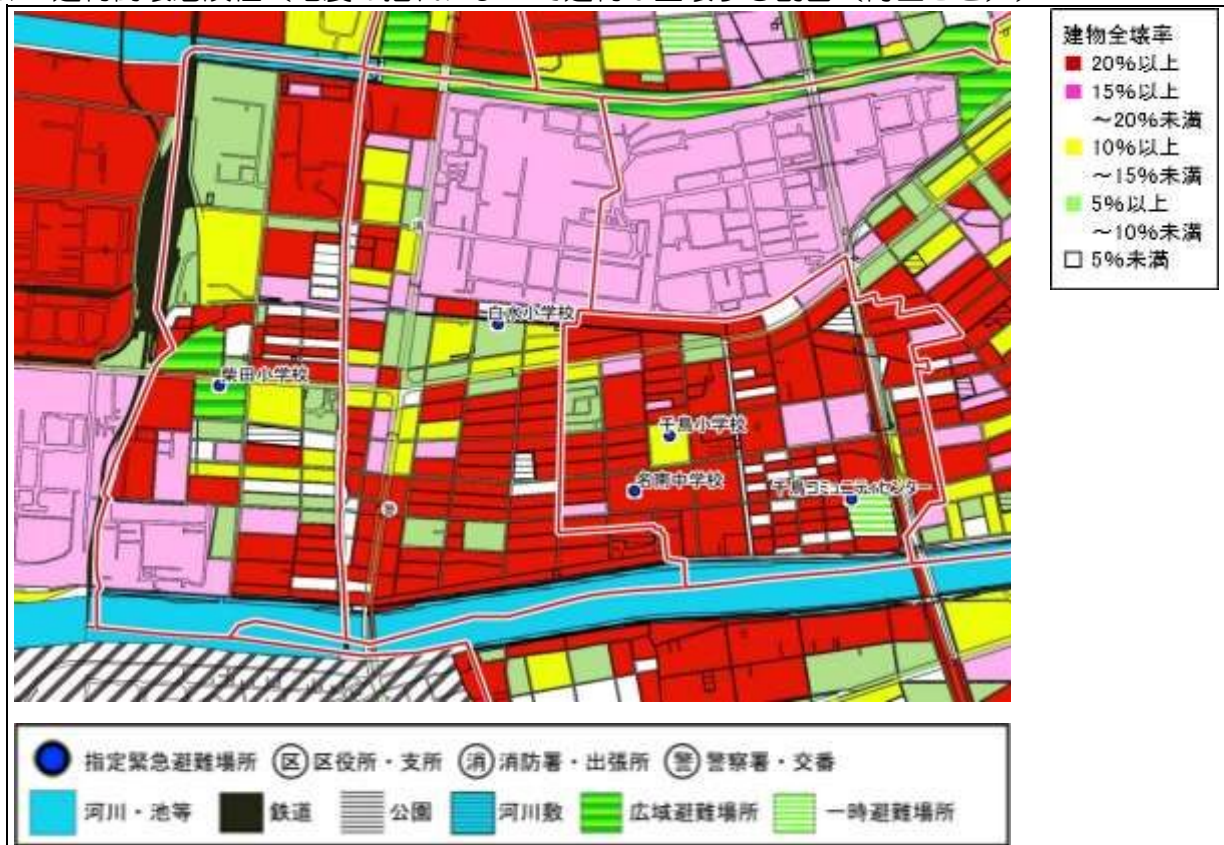 建物全壊率
20%以上
15%以上
～20%未満
10%以上
～15%未満
5%以上
～10%未満
5%未満
白水小学校
柴田小学校
千鳥小学校
名南中学校
千鳥コミュニティセンター
指定緊急避難場所 区 区役所・支所 消 消防署・出張所 警 警察署・交番
河川・池等 鉄道 公園 河川敷 広域避難場所 一時避難場所